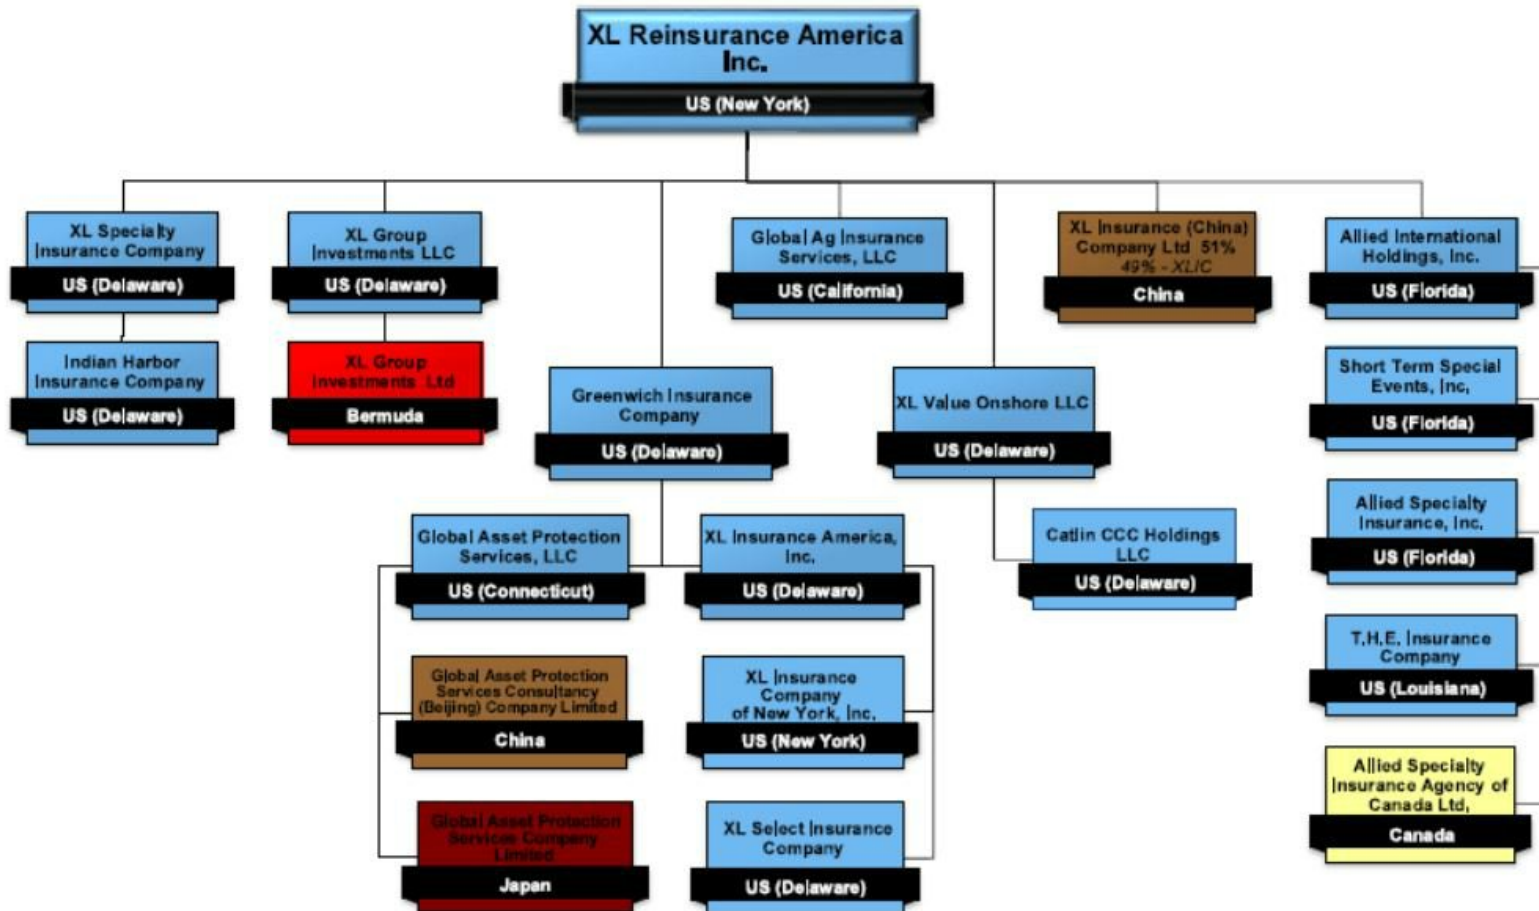 XL Reinsurance America
Inc.
US (New York)
XL Specialty
Insurance Company
US (Delaware)
XL Group
Investments LLC
US (Delaware)
Global Ag Insurance
Services, LLC
US (California)
XL Insurance (China)
Company Ltd 51%
49% - XLIC
China
Allied International
Holdings, Inc.
US (Florida)
Indian Harbor
Insurance Company
US (Delaware)
XL Group
Investments Ltd
Bermuda
Greenwich Insurance
Company
US (Delaware)
XL Value Onshore LLC
US (Delaware)
Short Term Special
Events, Inc.
US (Florida)
Global Asset Protection
Services, LLC
US (Connecticut)
XL Insurance America,
Inc.
US (Delaware)
Catlin CCC Holdings
LLC
US (Delaware)
Allied Specialty
Insurance, Inc.
US (Florida)
Global Asset Protection
Services Consultancy
(Beijing) Company Limited
China
XL Insurance
Company
of New York, Inc.
US (New York)
T.H.E. Insurance
Company
US (Louisiana)
Global Asset Protection
Services Company
Limited
Japan
XL Select Insurance
Company
US (Delaware)
Allied Specialty
Insurance Agency of
Canada Ltd.
Canada